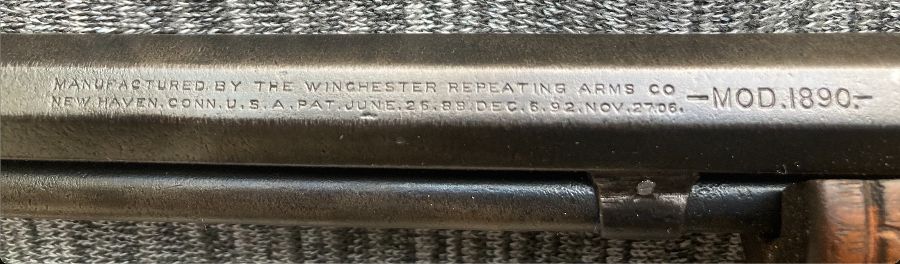 MANUFACTURED BY THE WINCHESTER REPEATING ARMS CO
NEW HAVEN. CONN. U. S. A. PAT. JUNE. 26. 88. DEC. 6. 92. NOV. 27. 06.
-MOD. 1890.-